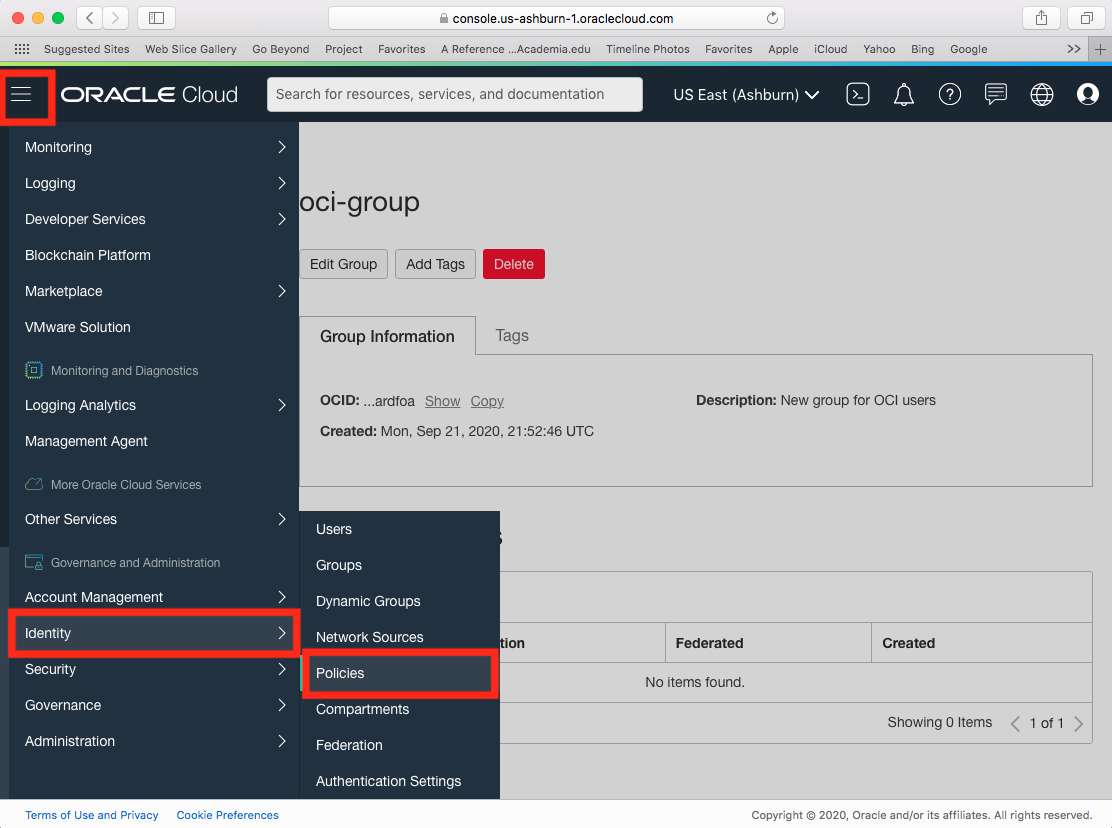 console.us-ashburn-1.oraclecloud.com
Suggested Sites Web Slice Gallery Go Beyond Project Favorites A Reference ...Academia.edu Timeline Photos Favorites Apple iCloud Yahoo Bing Google
ORACLE Cloud Search for resources, services, and documentation US East (Ashburn)
Monitoring
Logging
Developer Services
Blockchain Platform
Marketplace
VMware Solution
Monitoring and Diagnostics
Logging Analytics
Management Agent
More Oracle Cloud Services
Other Services
Governance and Administration
Account Management
Identity
Security
Governance
Administration
Users
Groups
Dynamic Groups
Network Sources
Policies
Compartments
Federation
Authentication Settings
oci-group
Edit Group Add Tags Delete
Group Information Tags
OCID: ...ardfoa Show Copy Description: New group for OCI users
Created: Mon, Sep 21, 2020, 21:52:46 UTC
tion Federated Created
No items found.
Showing 0 Items 1 of 1
Terms of Use and Privacy Cookie Preferences Copyright © 2020, Oracle and/or its affiliates. All rights reserved.